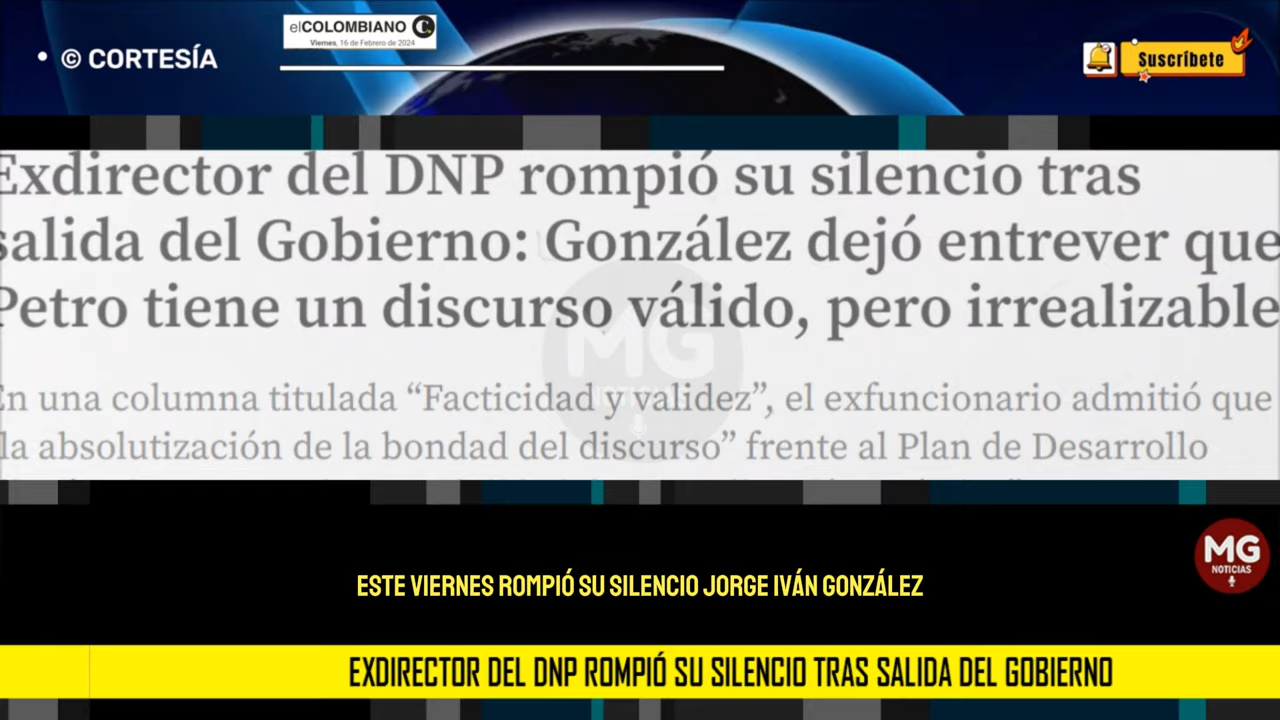 elCOLOMBIANO
Viernes, 16 de Febrero de 2024
• © CORTESÍA
Suscríbete
Exdirector del DNP rompió su silencio tras
salida del Gobierno: González dejó entrever que
Petro tiene un discurso válido, pero irrealizable
En una columna titulada “Facticidad y validez”, el exfuncionario admitió que
la absolutización de la bondad del discurso” frente al Plan de Desarrollo
MG
NOTICIAS
ESTE VIERNES ROMPIÓ SU SILENCIO JORGE IVÁN GONZÁLEZ
MG
NOTICIAS
EXDIRECTOR DEL DNP ROMPIÓ SU SILENCIO TRAS SALIDA DEL GOBIERNO